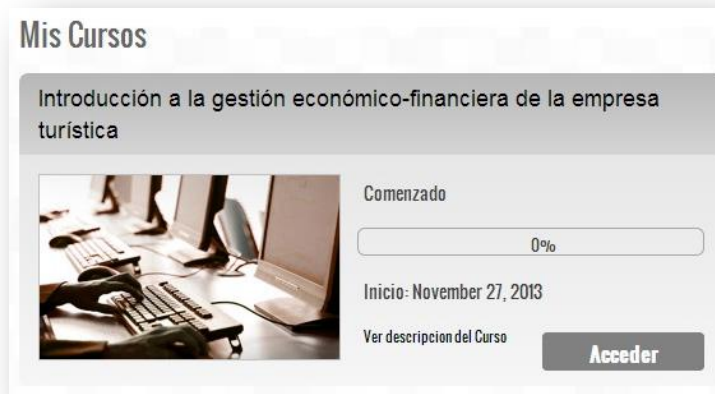 Mis Cursos
Introducción a la gestión económico-financiera de la empresa
turística
Comenzado
0%
Inicio: November 27, 2013
Ver descripcion del Curso
Acceder